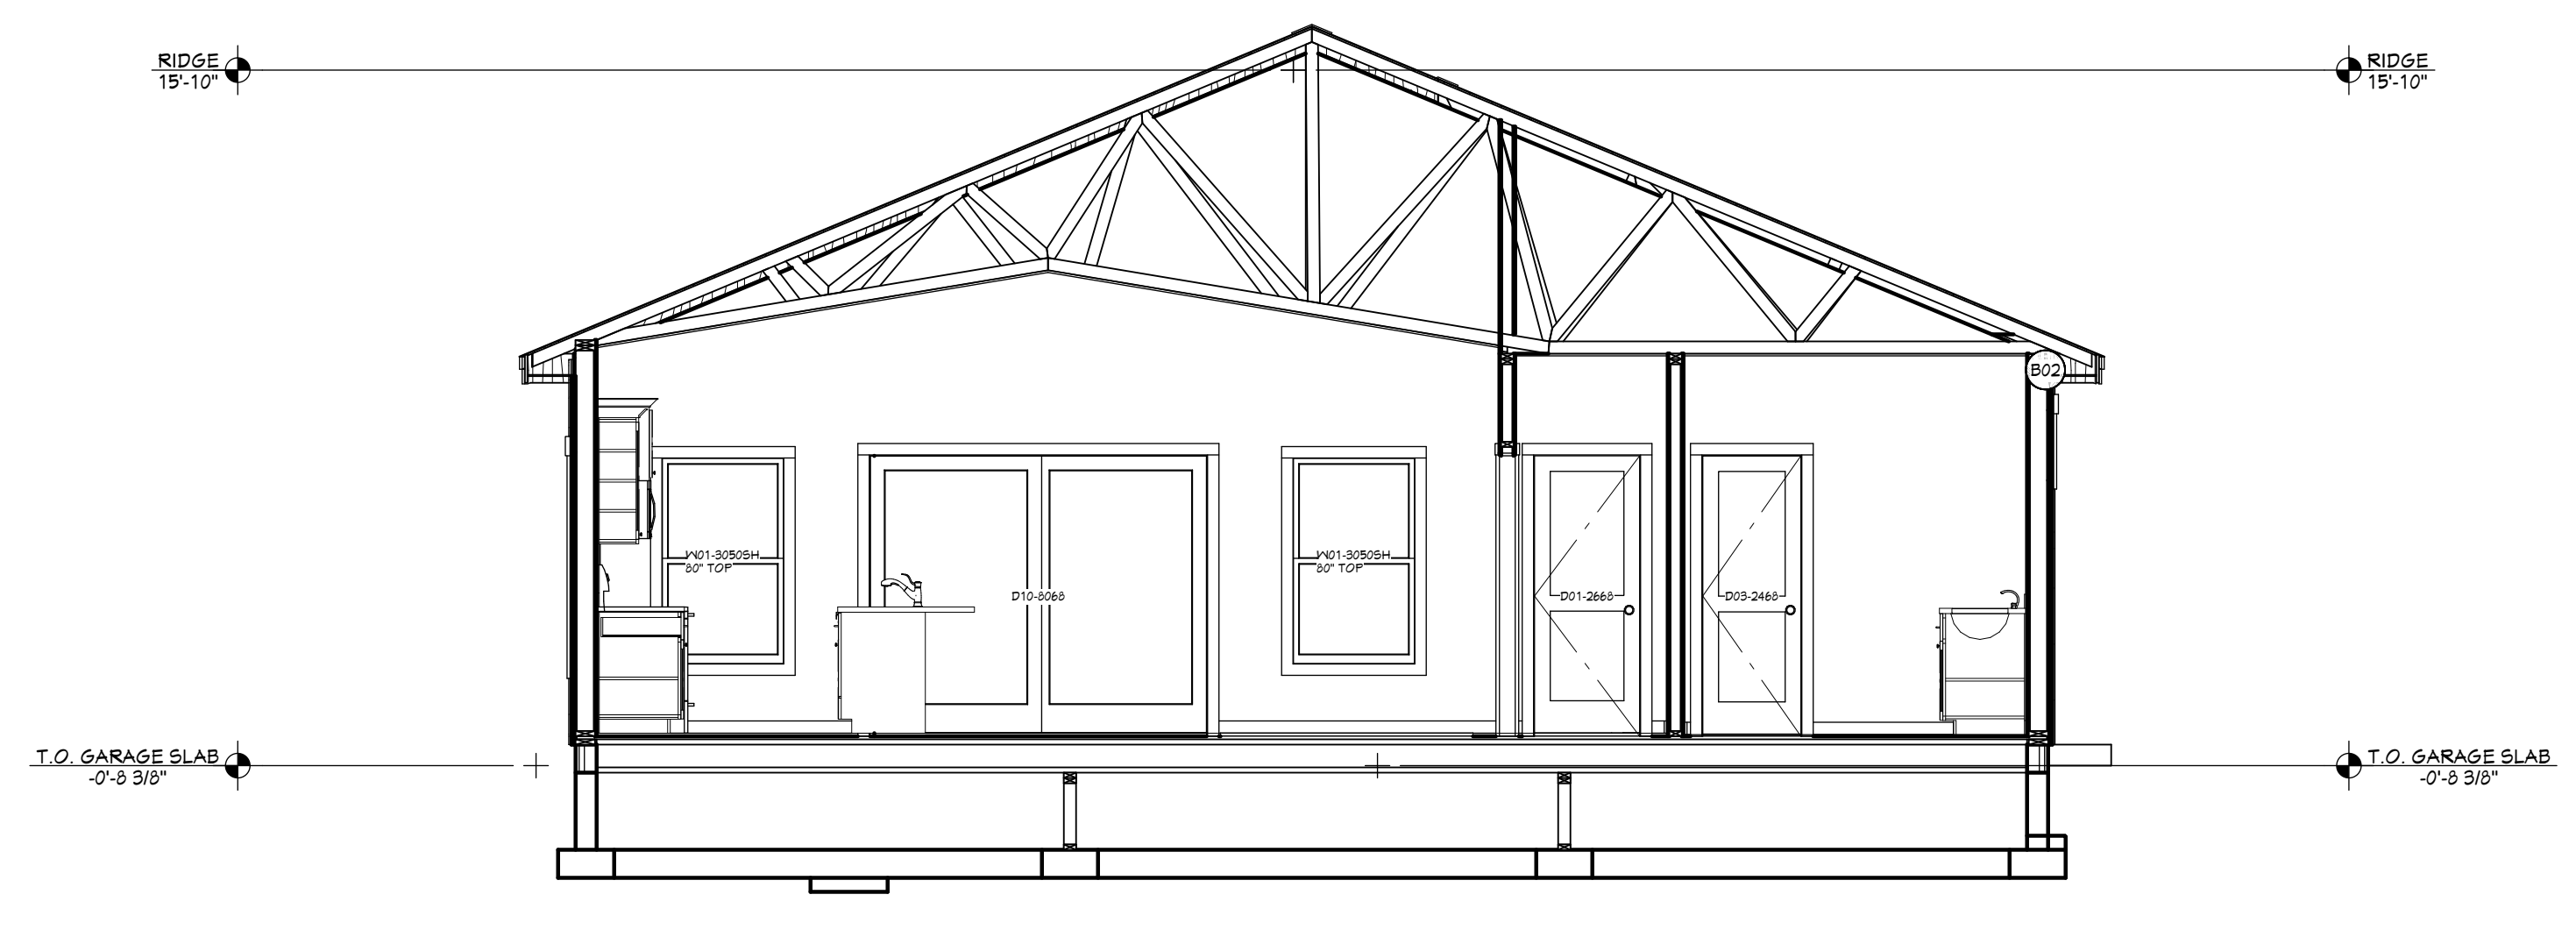 RIDGE
15'-10"
RIDGE
15'-10"
B02
W01-3050SH
80" TOP
D10-8068
W01-3050SH
80" TOP
D01-2668
D03-2468
T.O. GARAGE SLAB
-0'-8 3/8"
T.O. GARAGE SLAB
-0'-8 3/8"